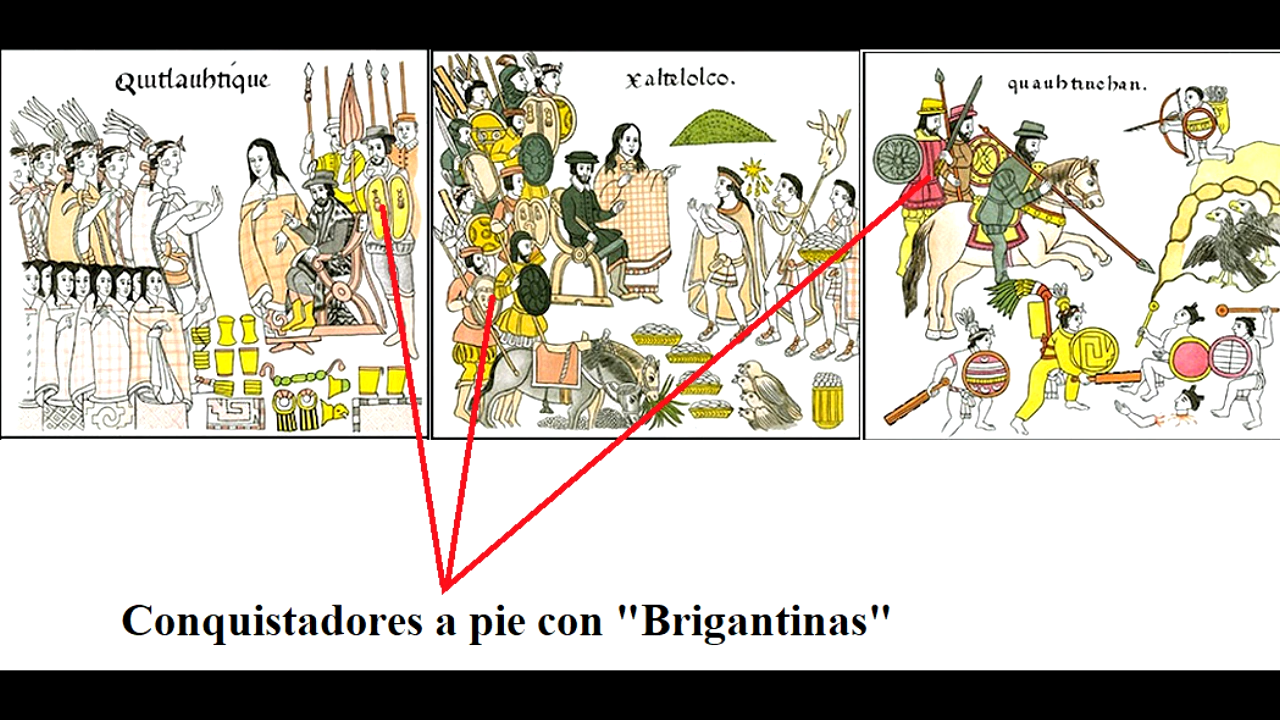 Quitlauhtique
xaltelolco.
quauhtinchan.
Conquistadores a pie con "Brigantinas"